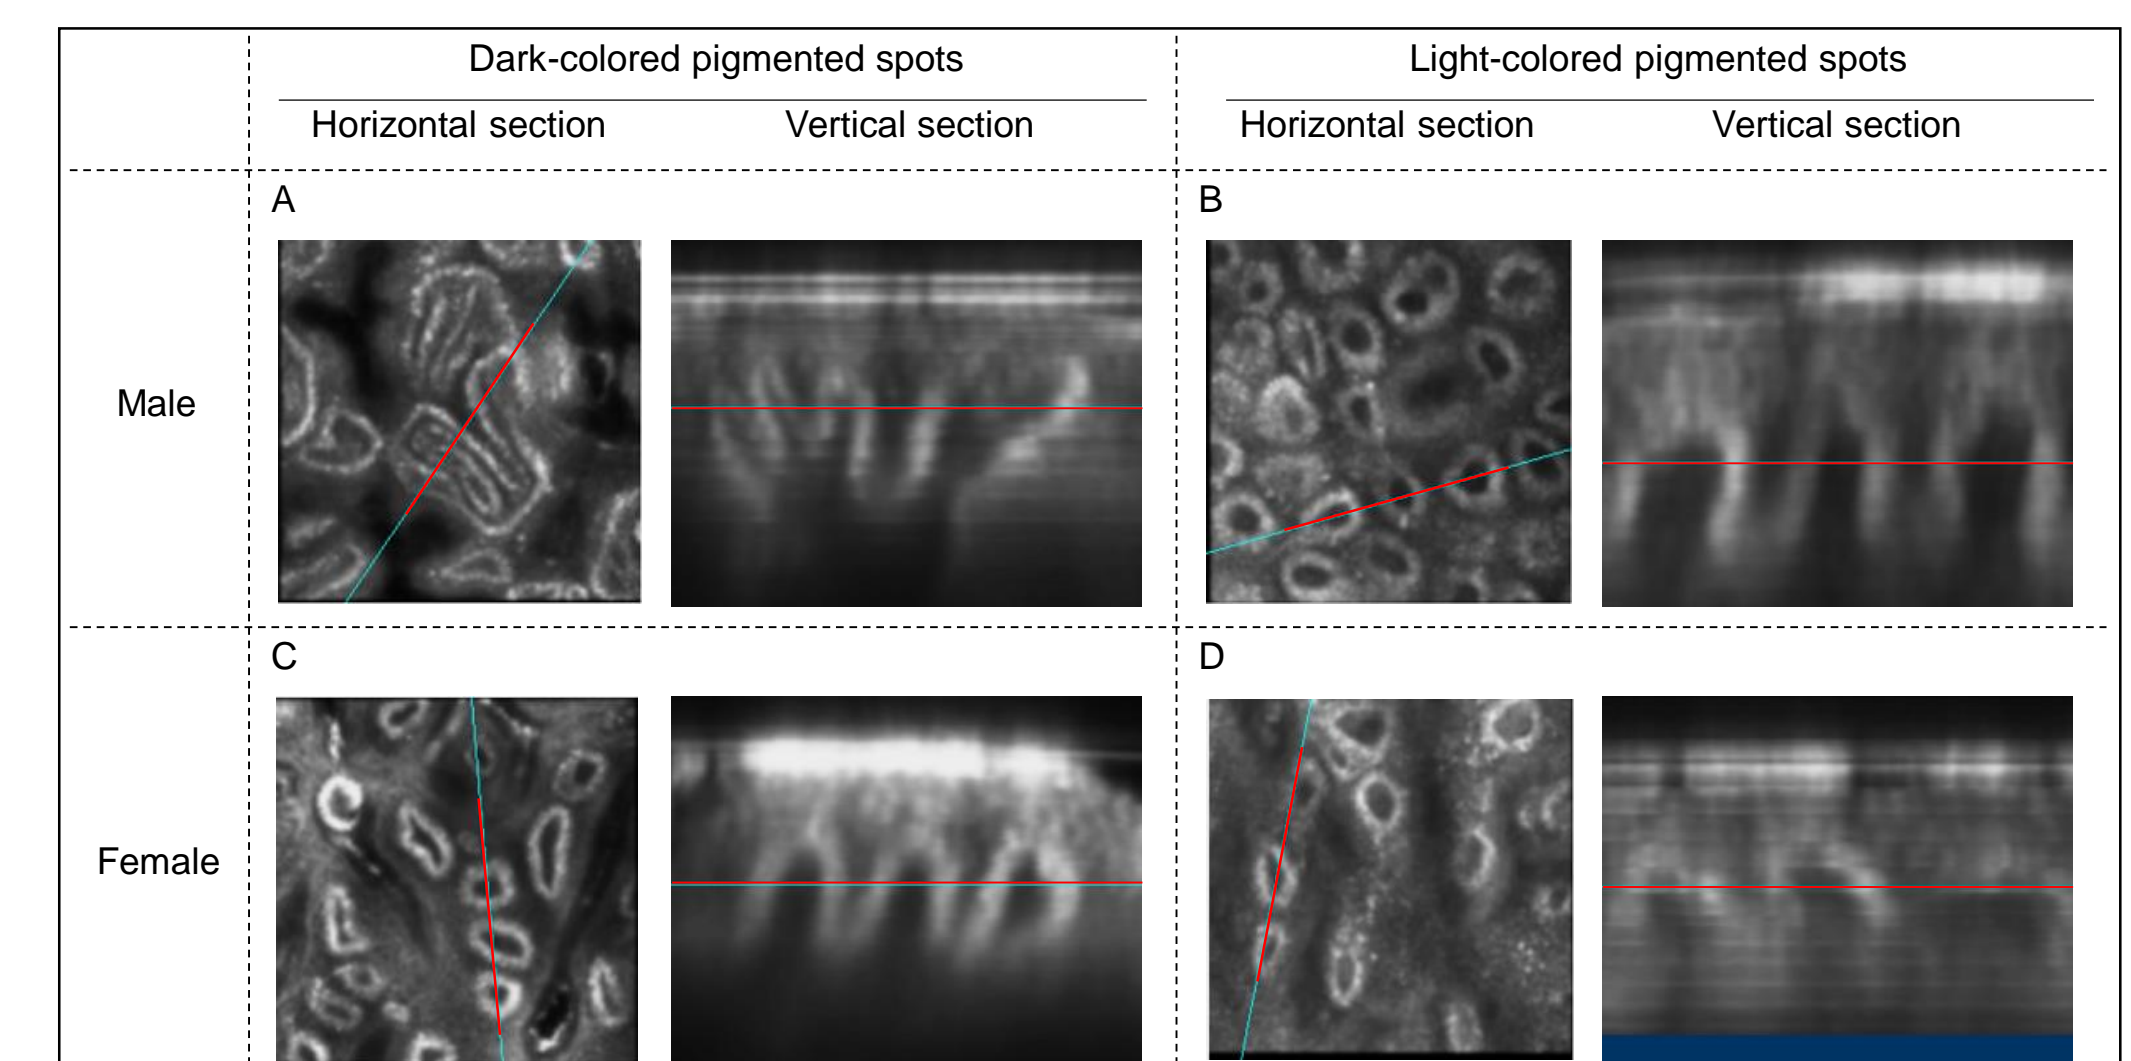 Dark-colored pigmented spots
Light-colored pigmented spots
Horizontal section
Vertical section
Horizontal section
Vertical section
A
B
Male
C
D
Female